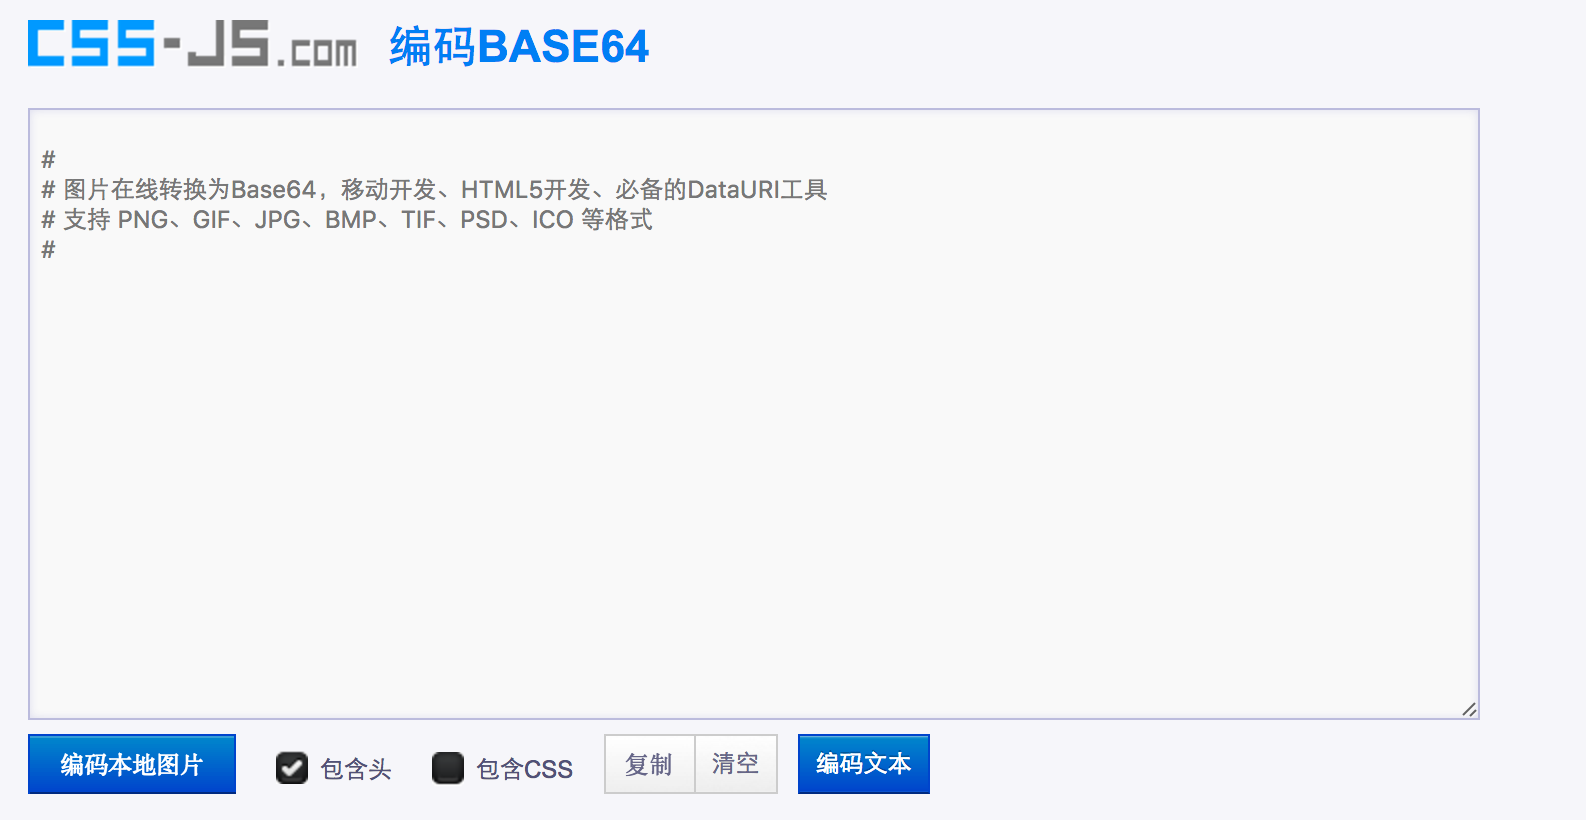 CSS-JS.com 编码BASE64
#
# 图片在线转换为Base64，移动开发、HTML5开发、必备的DataURI工具
# 支持 PNG、GIF、JPG、BMP、TIF、PSD、ICO 等格式
#
编码本地图片 包含头 包含CSS 复制 清空 编码文本